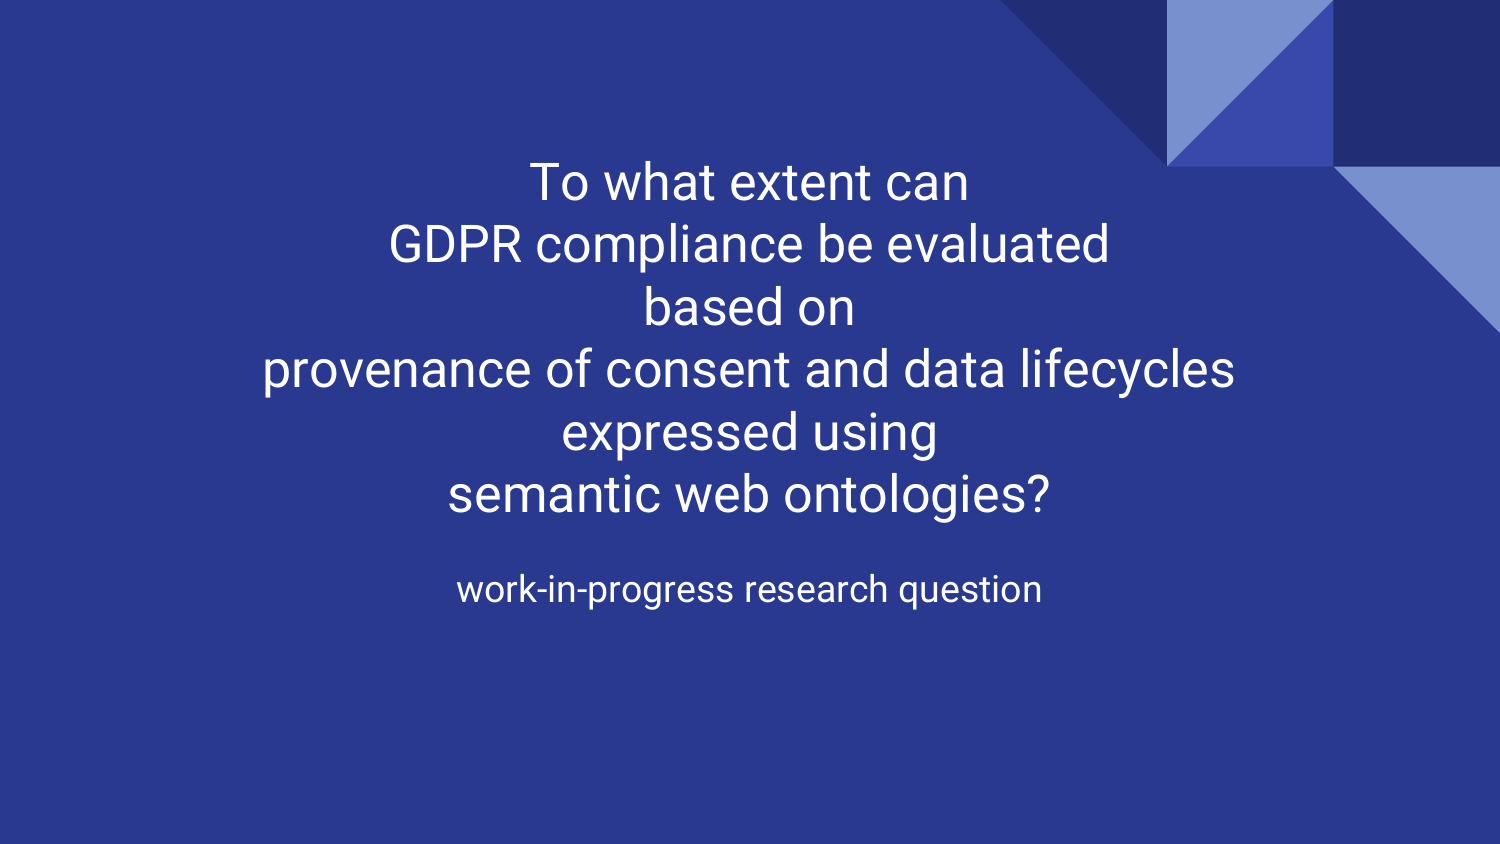 To what extent can
GDPR compliance be evaluated
based on
provenance of consent and data lifecycles
expressed using
semantic web ontologies?
work-in-progress research question